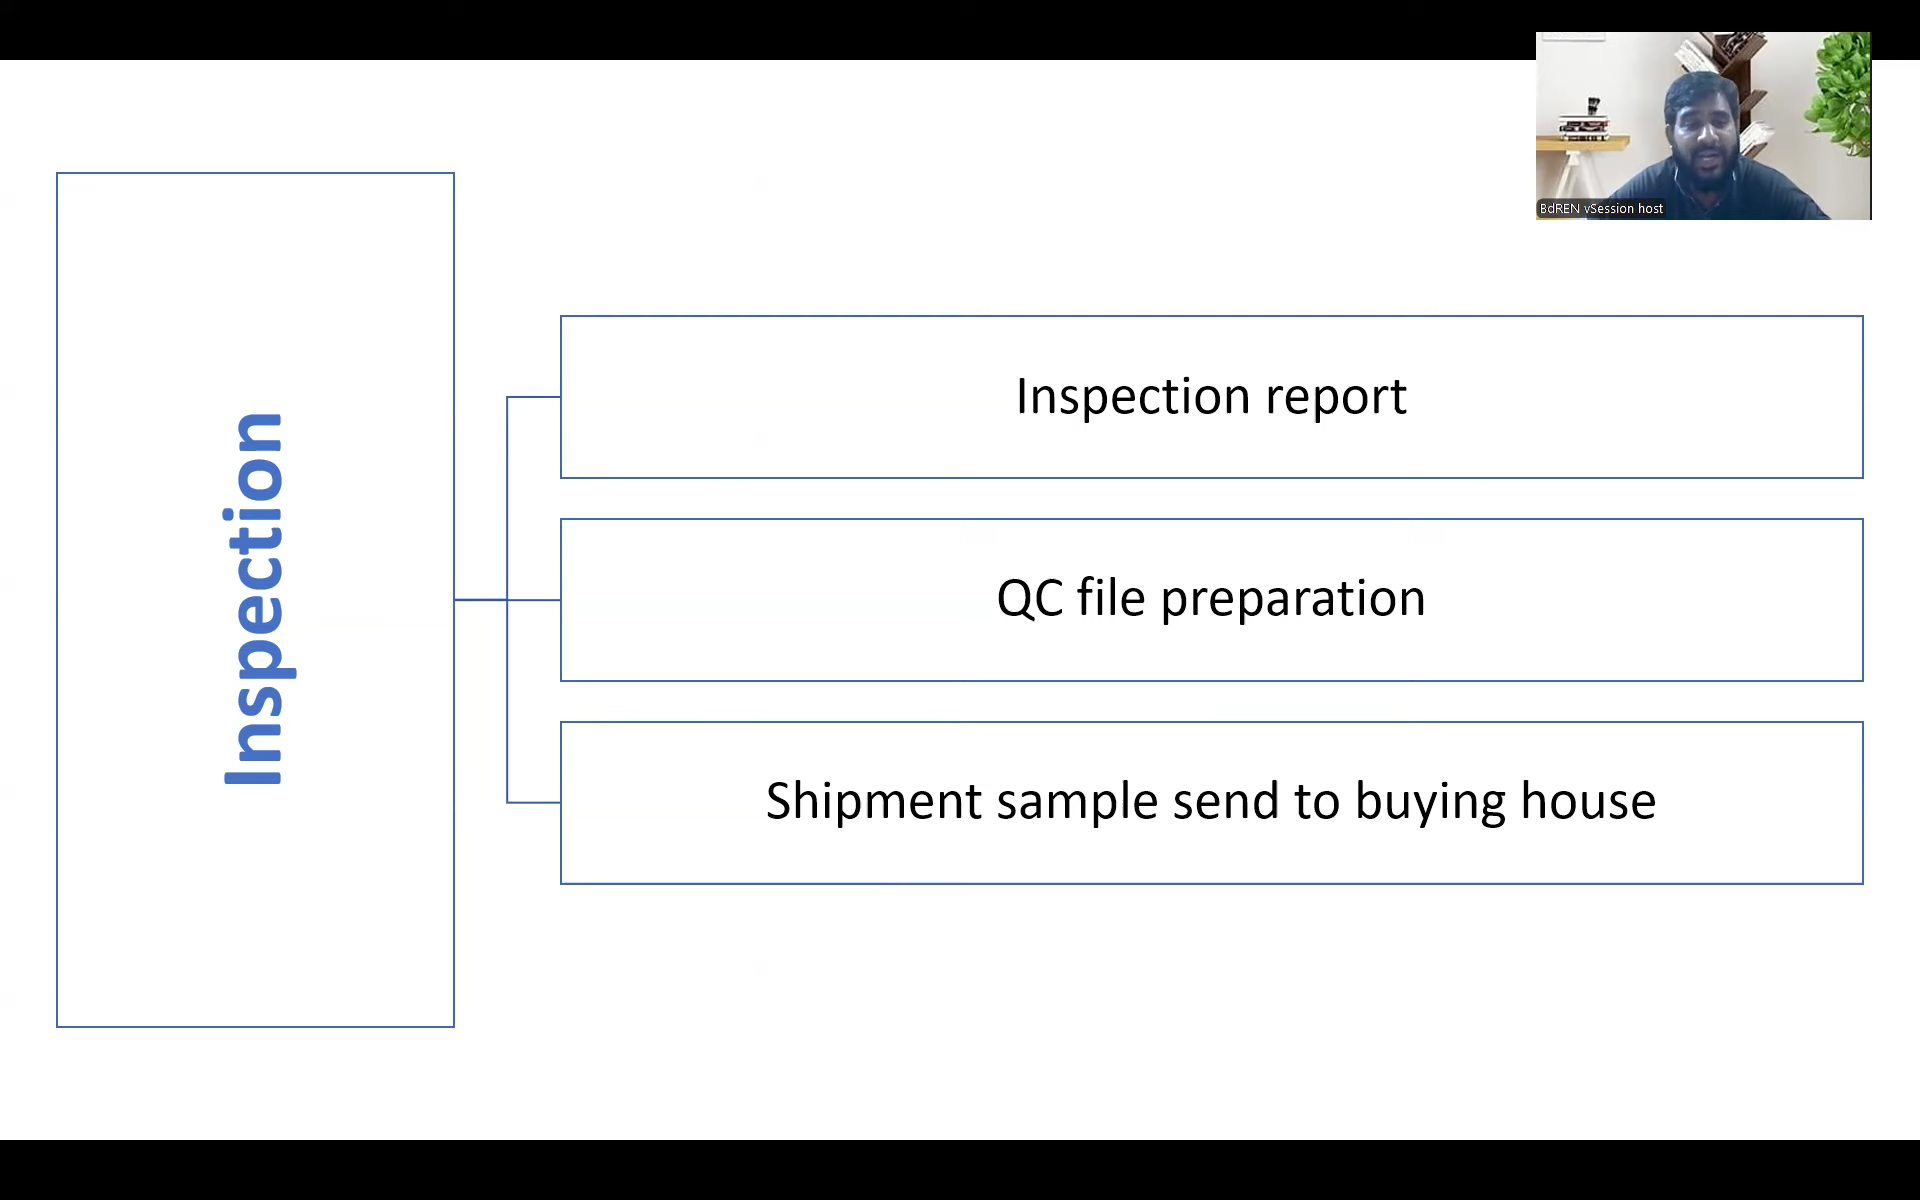 BdREN vSession host
Inspection
Inspection report
QC file preparation
Shipment sample send to buying house